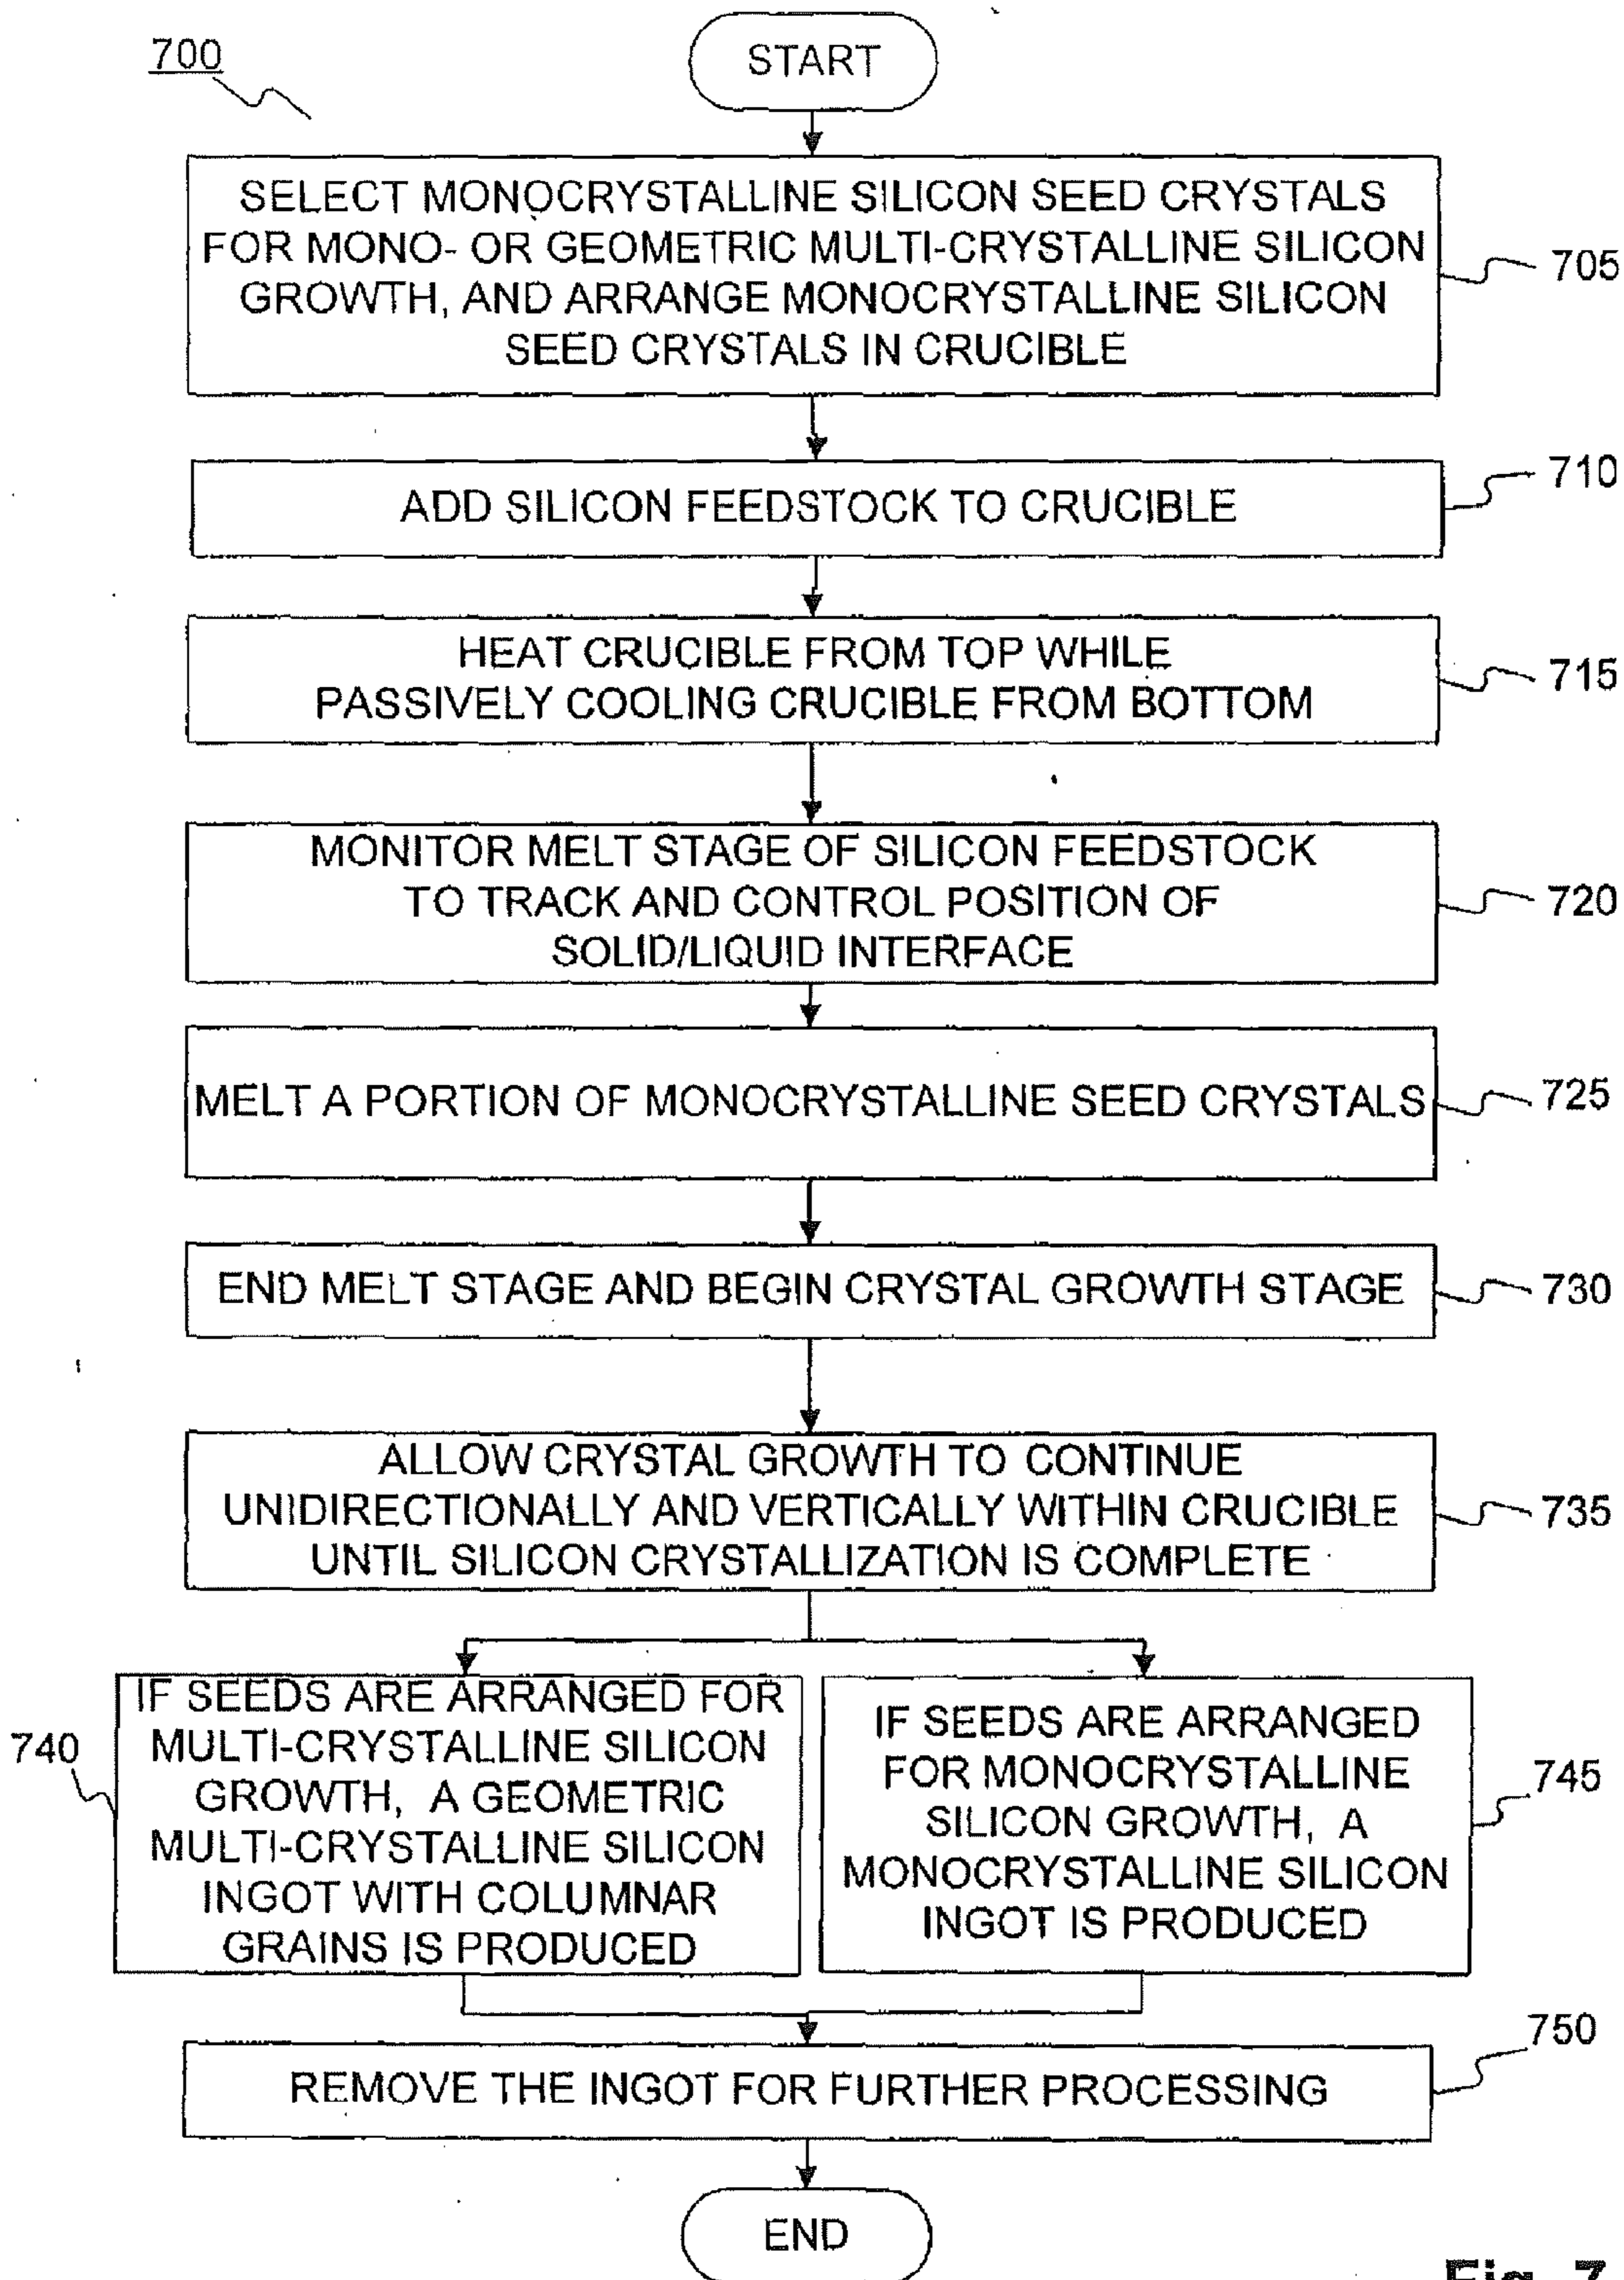 700
START
SELECT MONOCRYSTALLINE SILICON SEED CRYSTALS
FOR MONO- OR GEOMETRIC MULTI-CRYSTALLINE SILICON
GROWTH, AND ARRANGE MONOCRYSTALLINE SILICON
SEED CRYSTALS IN CRUCIBLE
705
ADD SILICON FEEDSTOCK TO CRUCIBLE
710
HEAT CRUCIBLE FROM TOP WHILE
PASSIVELY COOLING CRUCIBLE FROM BOTTOM
715
MONITOR MELT STAGE OF SILICON FEEDSTOCK
TO TRACK AND CONTROL POSITION OF
SOLID/LIQUID INTERFACE
720
MELT A PORTION OF MONOCRYSTALLINE SEED CRYSTALS
725
END MELT STAGE AND BEGIN CRYSTAL GROWTH STAGE
730
ALLOW CRYSTAL GROWTH TO CONTINUE
UNIDIRECTIONALLY AND VERTICALLY WITHIN CRUCIBLE
UNTIL SILICON CRYSTALLIZATION IS COMPLETE
735
740
IF SEEDS ARE ARRANGED FOR
MULTI-CRYSTALLINE SILICON
GROWTH, A GEOMETRIC
MULTI-CRYSTALLINE SILICON
INGOT WITH COLUMNAR
GRAINS IS PRODUCED
IF SEEDS ARE ARRANGED
FOR MONOCRYSTALLINE
SILICON GROWTH, A
MONOCRYSTALLINE SILICON
INGOT IS PRODUCED
745
REMOVE THE INGOT FOR FURTHER PROCESSING
750
END
Fig. 7